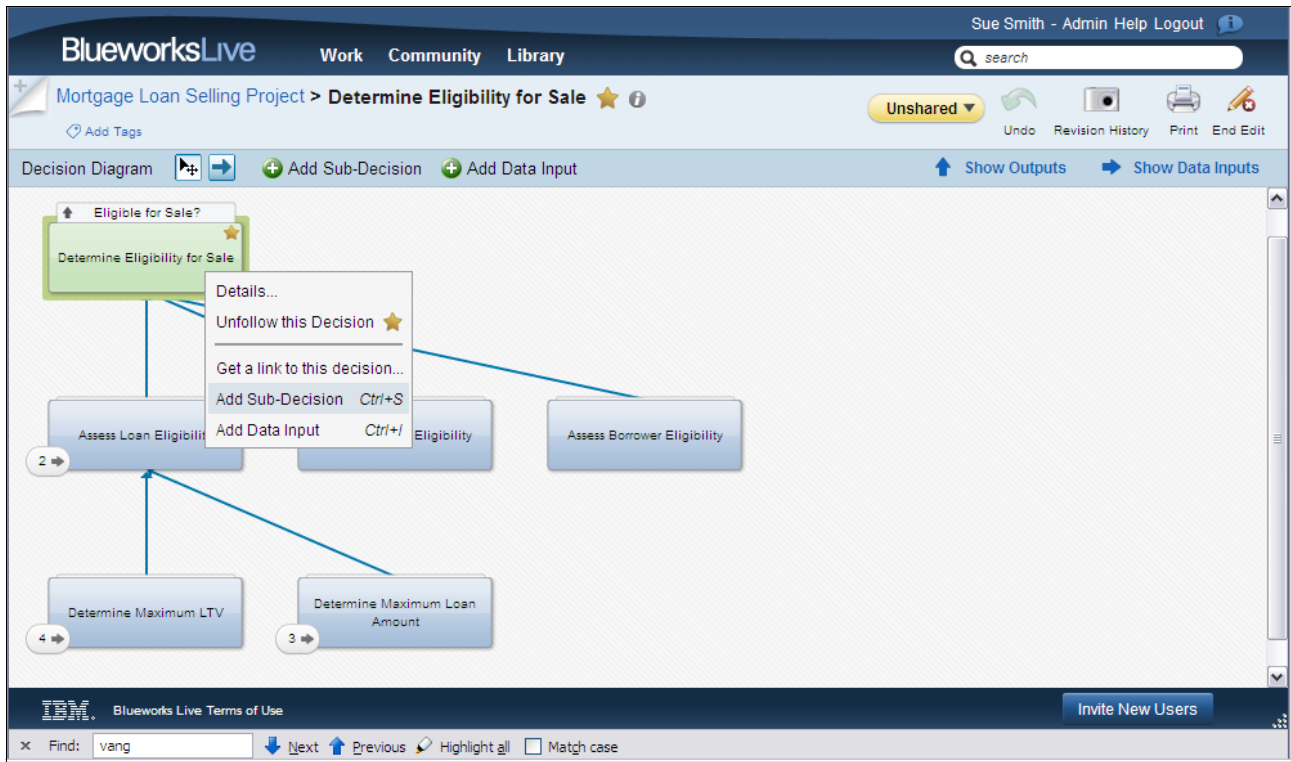 Sue Smith - Admin Help Logout
BlueworksLive Work Community Library
search
Mortgage Loan Selling Project > Determine Eligibility for Sale
Unshared
Add Tags
Undo Revision History Print End Edit
Decision Diagram Add Sub-Decision Add Data Input Show Outputs Show Data Inputs
Eligible for Sale?
Determine Eligibility for Sale
Details...
Unfollow this Decision
Get a link to this decision...
Add Sub-Decision Ctrl+S
Add Data Input Ctrl+I
Assess Loan
Eligibility
Assess Borrower Eligibility
2
Determine Maximum LTV
4
Determine Maximum Loan
Amount
3
IBM. Blueworks Live Terms of Use
Invite New Users
x Find: vang Next Previous Highlight all Match case